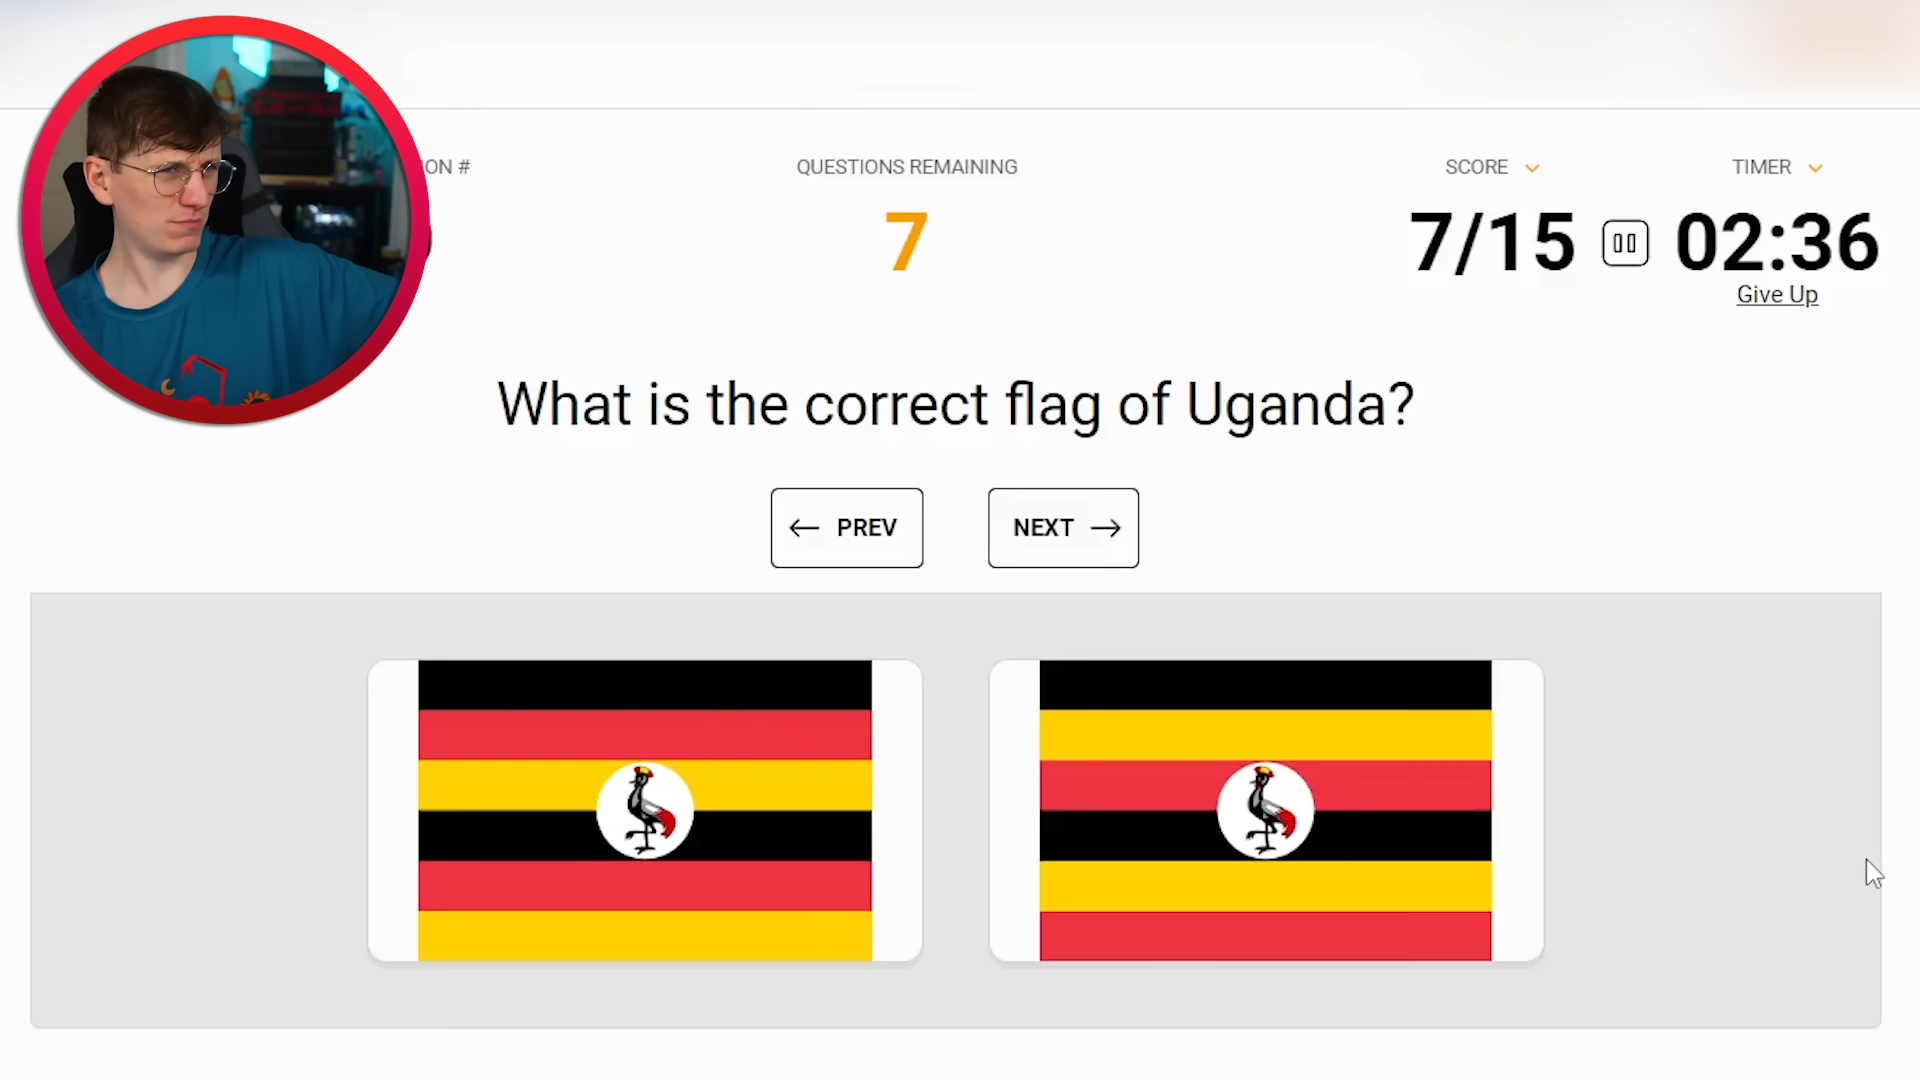 ON #
QUESTIONS REMAINING
SCORE
TIMER
7
7/15
02:36
Give Up
What is the correct flag of Uganda?
PREV
NEXT